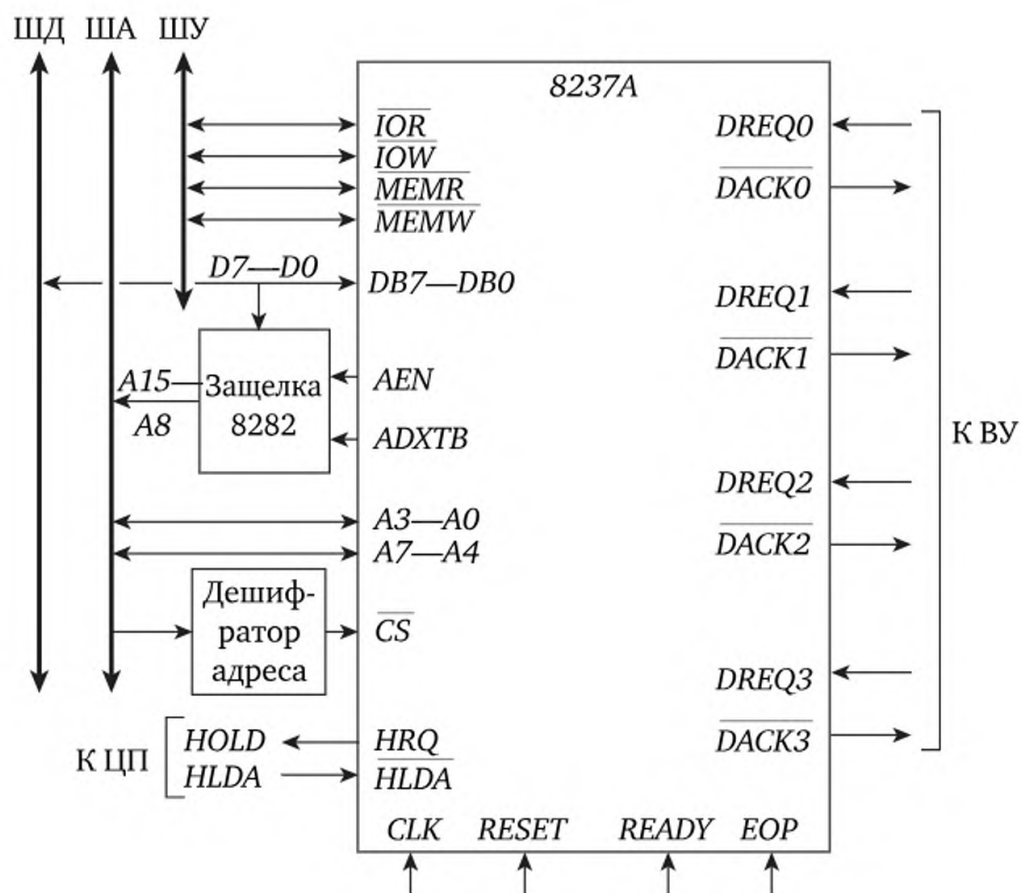 ШД ША ШУ
8237A
IOR
IOW
MEMR
MEMW
D7—D0
DB7—DB0
A15—
A8
Защелка
8282
AEN
ADXTB
A3—A0
A7—A4
Дешиф-
ратор
адреса
CS
К ЦП
HOLD
HLDA
HRQ
HLDA
CLK RESET READY EOP
DREQ0
DACK0
DREQ1
DACK1
DREQ2
DACK2
DREQ3
DACK3
К ВУ